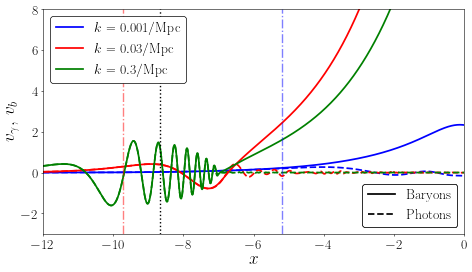 8
6
4
2
0
−2
−12
−10
−8
−6
−4
−2
0
x
v_γ, v_b
k = 0.001/Mpc
k = 0.03/Mpc
k = 0.3/Mpc
Baryons
Photons